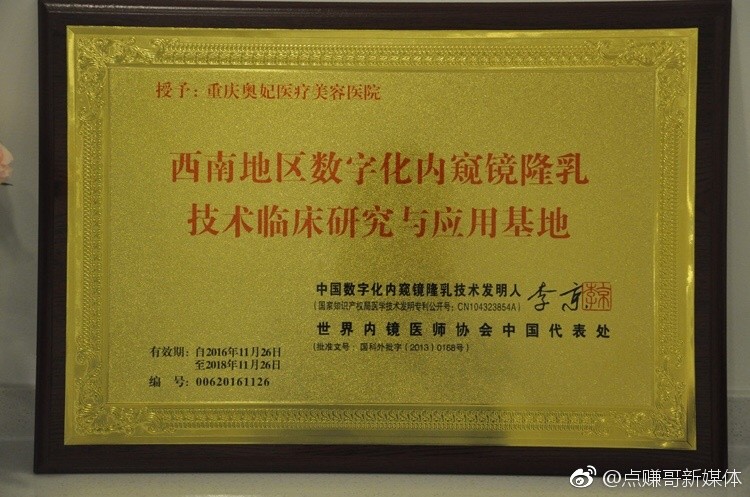 授予：重庆奥妃医疗美容医院
西南地区数字化内窥镜隆乳
技术临床研究与应用基地
中国数字化内窥镜隆乳技术发明人 李京
（国家知识产权局医学技术发明专利公开号：CN104323854A）
世界内镜医师协会中国代表处
（批准文号：国科外批字（2013）0168号）
有效期：自2016年11月26日
至2018年11月26日
编 号：00620161126
@点赚哥新媒体